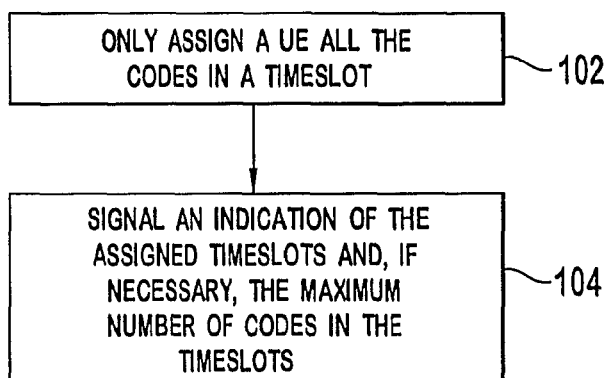 ONLY ASSIGN A UE ALL THE
CODES IN A TIMESLOT
102
SIGNAL AN INDICATION OF THE
ASSIGNED TIMESLOTS AND, IF
NECESSARY, THE MAXIMUM
NUMBER OF CODES IN THE
TIMESLOTS
104